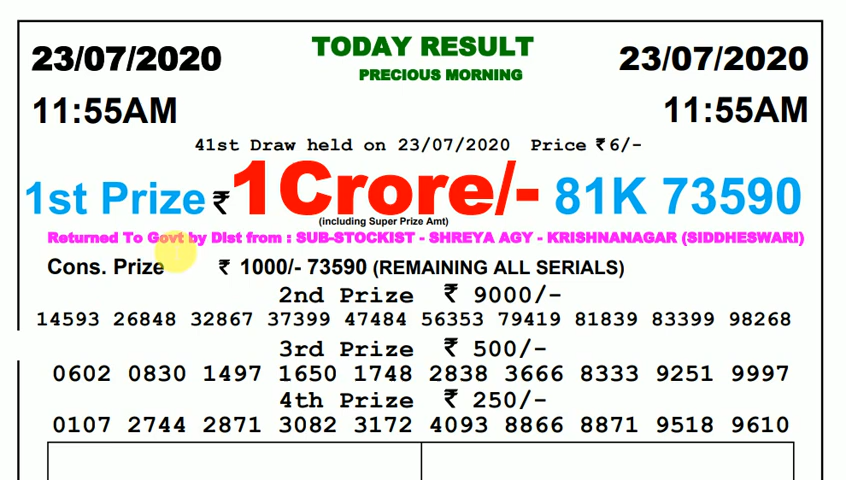 TODAY RESULT
23/07/2020 PRECIOUS MORNING 23/07/2020
11:55AM 11:55AM
41st Draw held on 23/07/2020 Price ₹6/-
1st Prize ₹1Crore/- 81K 73590
(including Super Prize Amt)
Returned To Govt by Dist from : SUB-STOCKIST - SHREYA AGY - KRISHNANAGAR (SIDDHESWARI)
Cons. Prize ₹ 1000/- 73590 (REMAINING ALL SERIALS)
2nd Prize ₹ 9000/-
14593 26848 32867 37399 47484 56353 79419 81839 83399 98268
3rd Prize ₹ 500/-
0602 0830 1497 1650 1748 2838 3666 8333 9251 9997
4th Prize ₹ 250/-
0107 2744 2871 3082 3172 4093 8866 8871 9518 9610